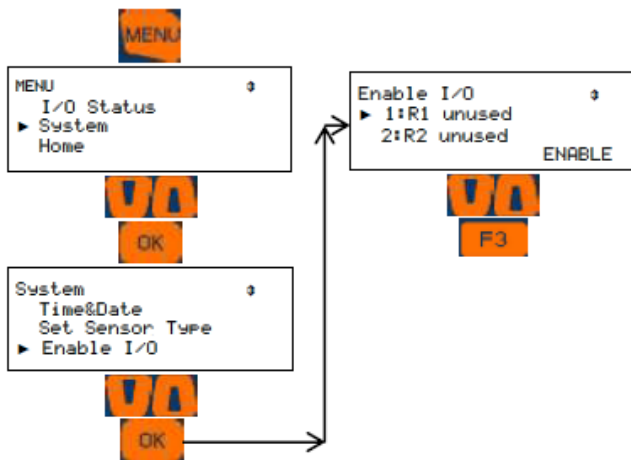 MENU
MENU
I/O Status
► System
Home
OK
System
Time&Date
Set Sensor Type
► Enable I/O
OK
Enable I/O
► 1:R1 unused
2:R2 unused
ENABLE
F3